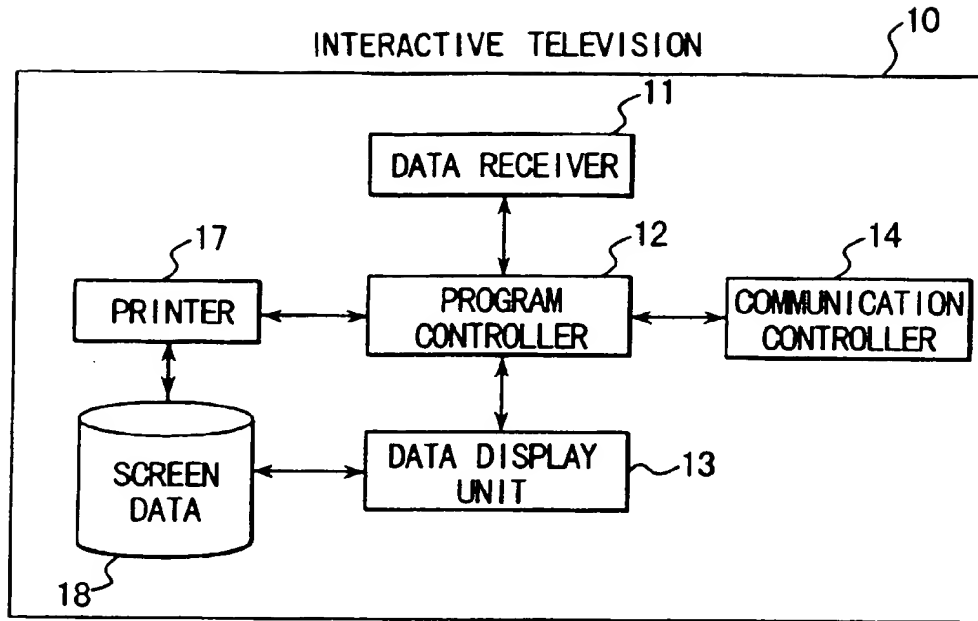 INTERACTIVE TELEVISION
10
11
DATA RECEIVER
17
12
14
PRINTER
PROGRAM
CONTROLLER
COMMUNICATION
CONTROLLER
SCREEN
DATA
DATA DISPLAY
UNIT
13
18